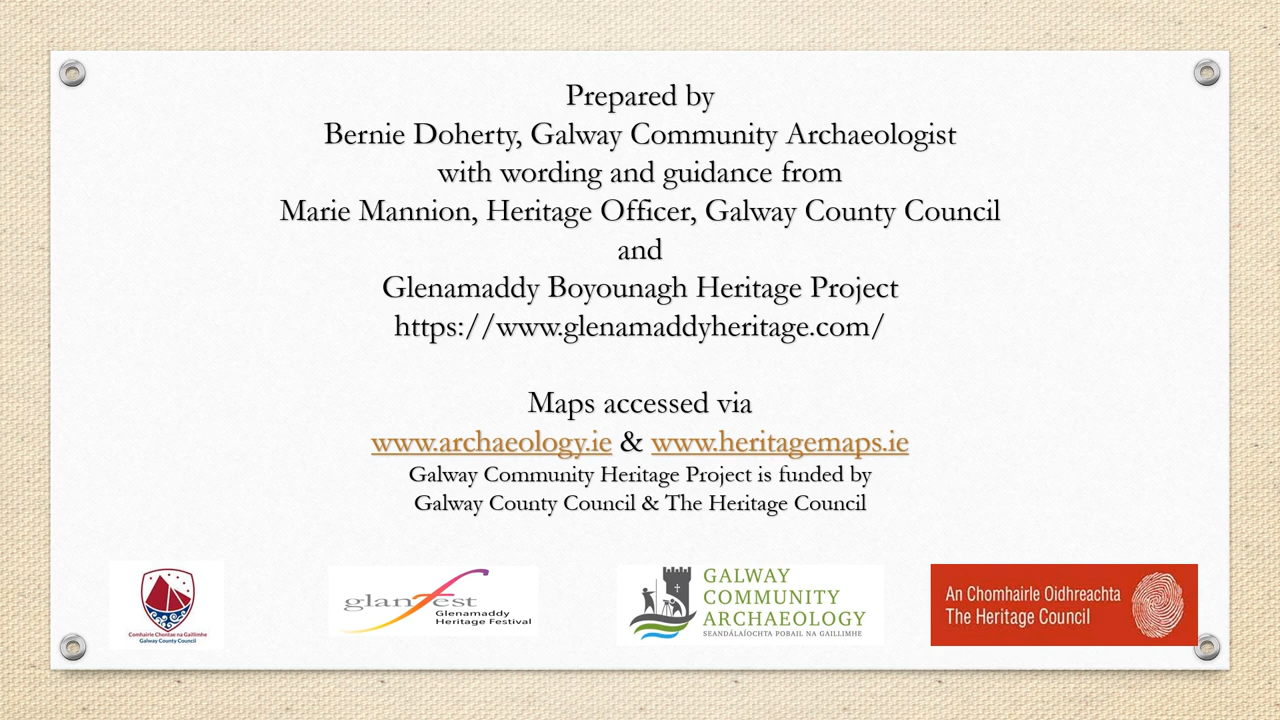 Prepared by
Bernie Doherty, Galway Community Archaeologist
with wording and guidance from
Marie Mannion, Heritage Officer, Galway County Council
and
Glenamaddy Boyounagh Heritage Project
https://www.glenamaddyheritage.com/
Maps accessed via
www.archaeology.ie & www.heritagemaps.ie
Galway Community Heritage Project is funded by
Galway County Council & The Heritage Council
Comhairle Chontae na Gaillimhe
Galway County Council
glanfest
Glenamaddy
Heritage Festival
GALWAY
COMMUNITY
ARCHAEOLOGY
SEANDÁLAÍOCHTA POBAIL NA GAILLIMHE
An Chomhairle Oidhreachta
The Heritage Council